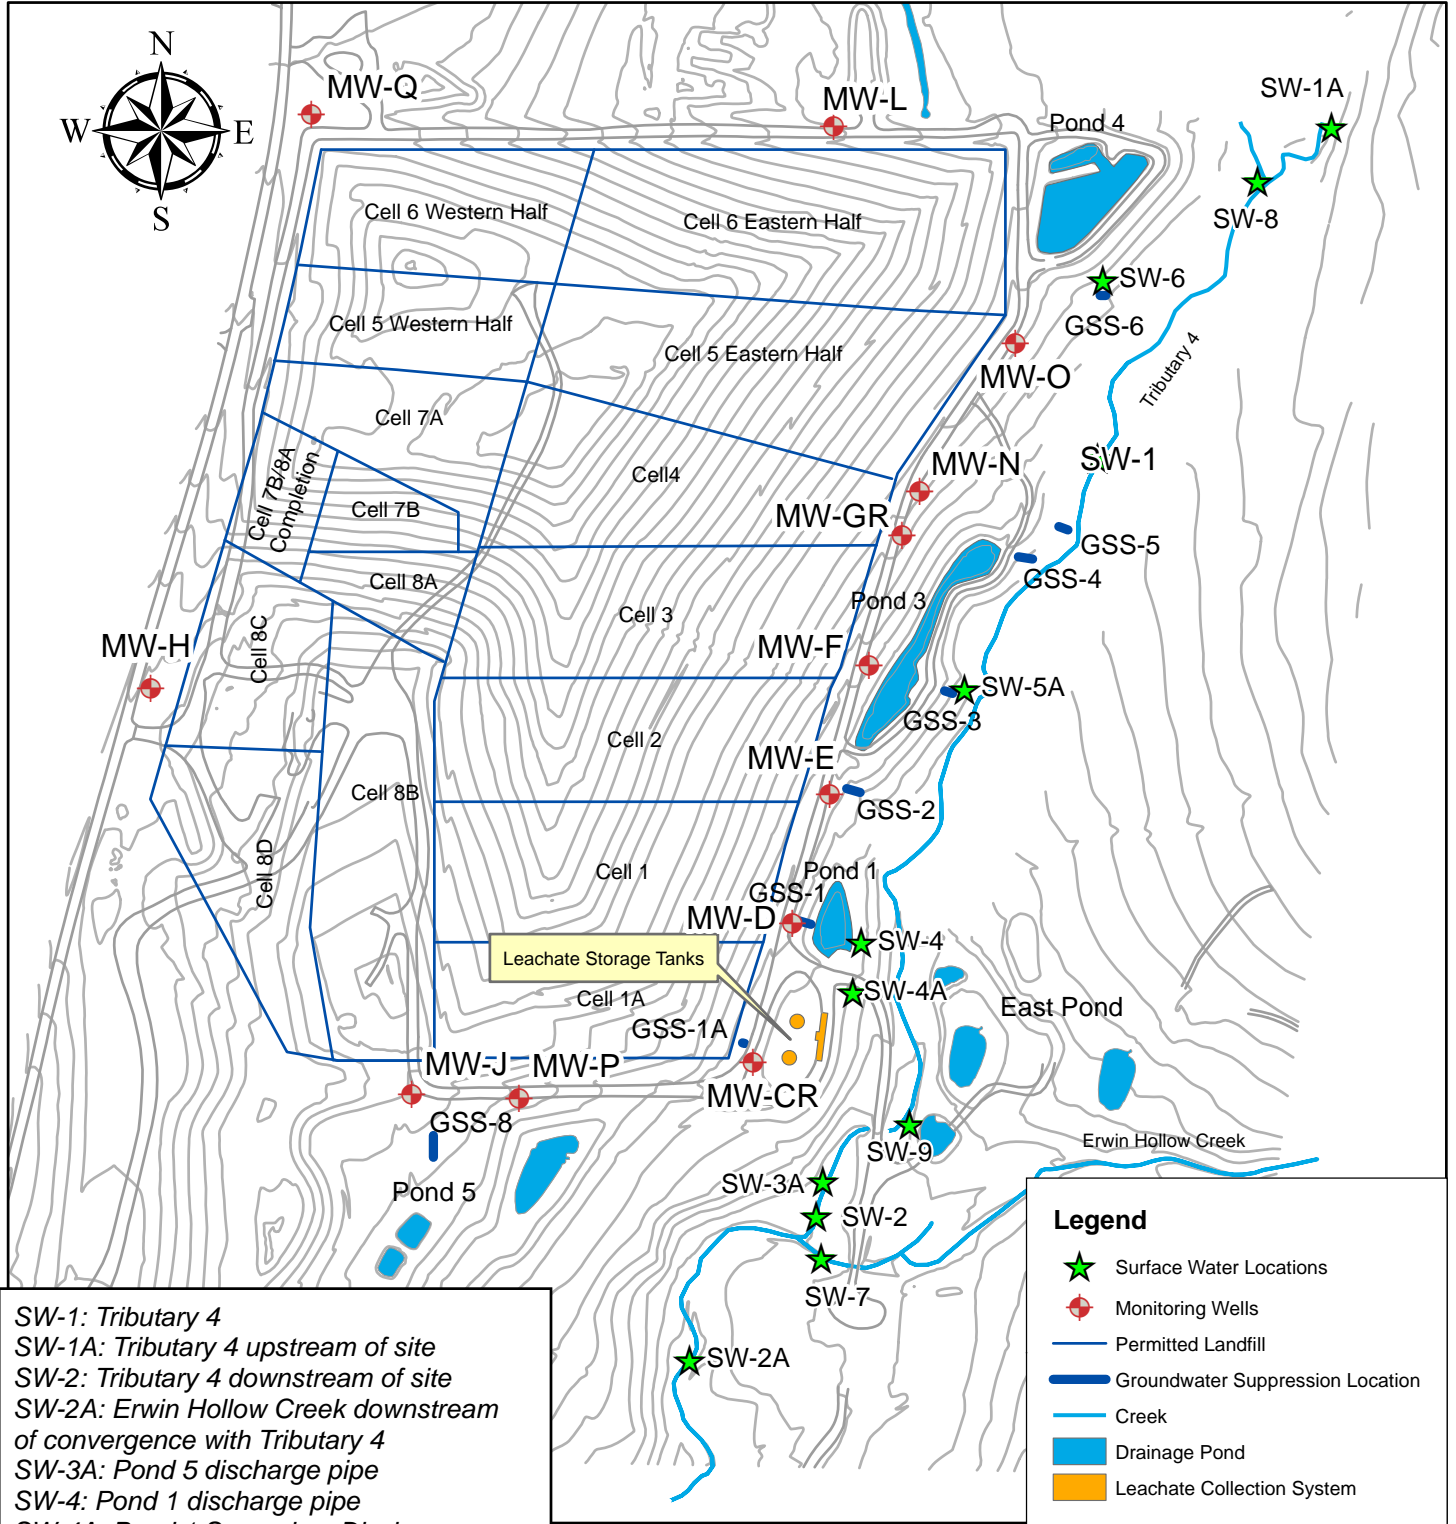 N
W
E
S
MW-Q
MW-L
SW-1A
Pond 4
SW-8
Cell 6 Western Half
Cell 6 Eastern Half
SW-6
GSS-6
Cell 5 Western Half
Cell 5 Eastern Half
MW-O
Tributary 4
Cell 7A
Cell4
MW-N
SW-1
Cell 7B/8A
Completion
Cell 7B
MW-GR
GSS-5
GSS-4
Cell 8A
Cell 3
Pond 3
MW-H
Cell 8C
MW-F
SW-5A
GSS-3
Cell 2
MW-E
Cell 8B
GSS-2
Cell 8D
Cell 1
Pond 1
GSS-1
MW-D
SW-4
Leachate Storage Tanks
SW-4A
Cell 1A
East Pond
GSS-1A
MW-J
MW-P
MW-CR
GSS-8
Erwin Hollow Creek
SW-9
Pond 5
SW-3A
SW-2
SW-7
SW-2A
Legend
Surface Water Locations
Monitoring Wells
Permitted Landfill
Groundwater Suppression Location
Creek
Drainage Pond
Leachate Collection System
SW-1: Tributary 4
SW-1A: Tributary 4 upstream of site
SW-2: Tributary 4 downstream of site
SW-2A: Erwin Hollow Creek downstream
of convergence with Tributary 4
SW-3A: Pond 5 discharge pipe
SW-4: Pond 1 discharge pipe